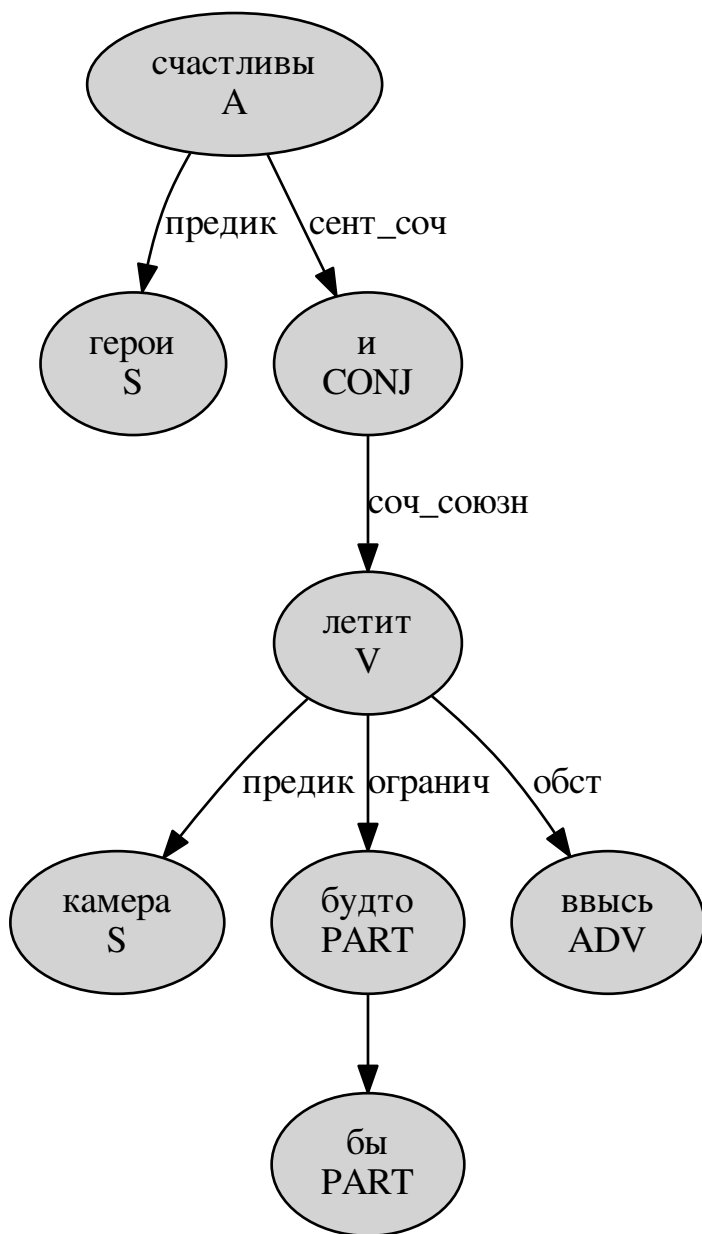 счастливы
A
предик
сент_соч
герои
S
и
CONJ
соч_союзн
летит
V
предик
огранич
обст
камера
S
будто
PART
ввысь
ADV
бы
PART